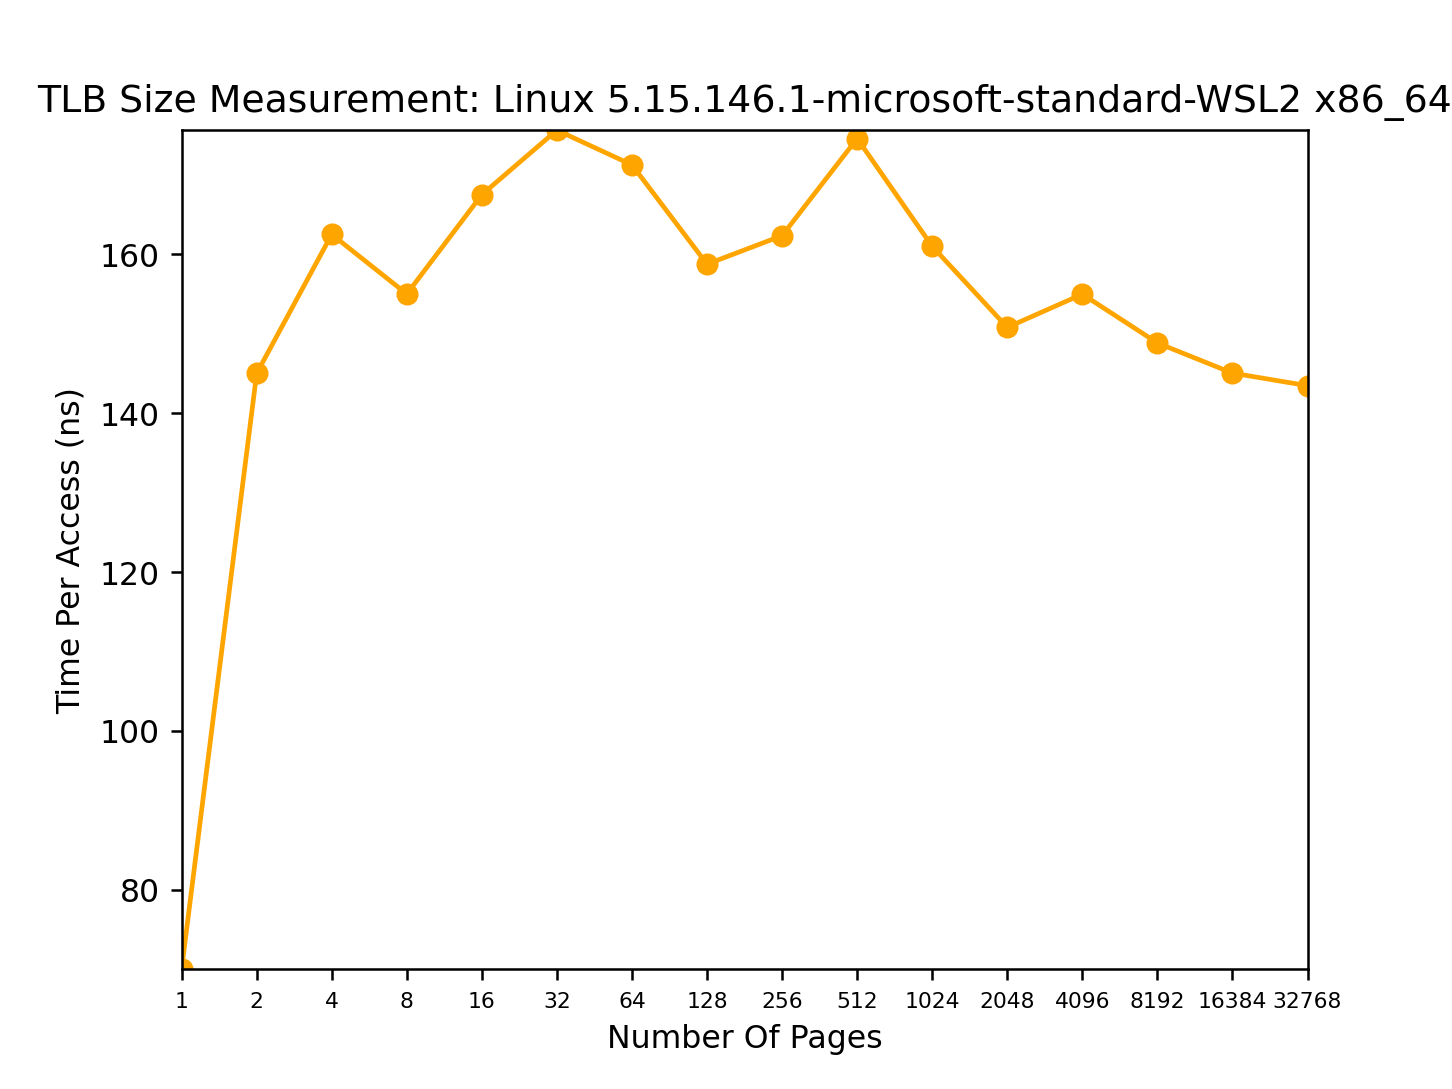 TLB Size Measurement: Linux 5.15.146.1-microsoft-standard-WSL2 x86_64
Time Per Access (ns)
160
140
120
100
80
1 2 4 8 16 32 64 128 256 512 1024 2048 4096 8192 16384 32768
Number Of Pages